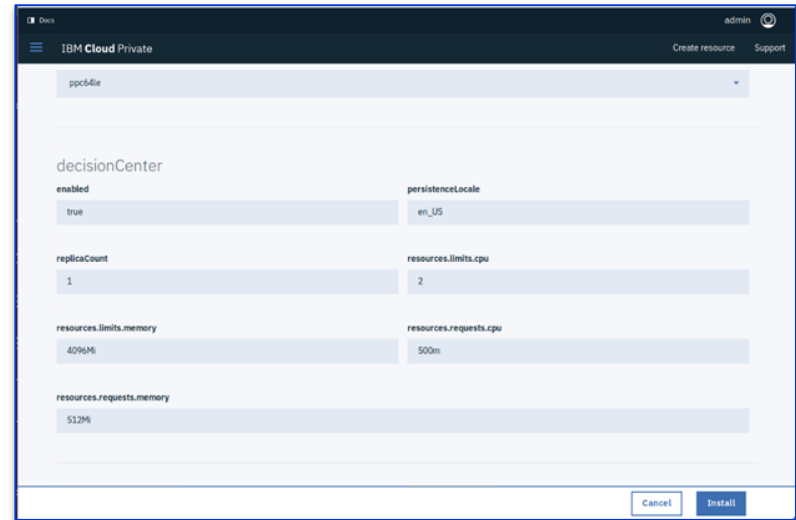 Docs
admin
IBM Cloud Private
Create resource
Support
ppc64le
decisionCenter
enabled
persistenceLocale
true
en_US
replicaCount
resources.limits.cpu
1
2
resources.limits.memory
resources.requests.cpu
4096Mi
500m
resources.requests.memory
512Mi
Cancel
Install